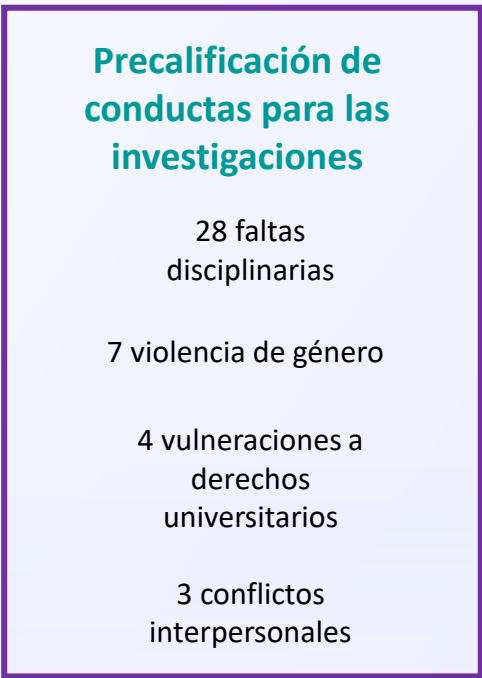 Precalificación de
conductas para las
investigaciones
28 faltas
disciplinarias
7 violencia de género
4 vulneraciones a
derechos
universitarios
3 conflictos
interpersonales